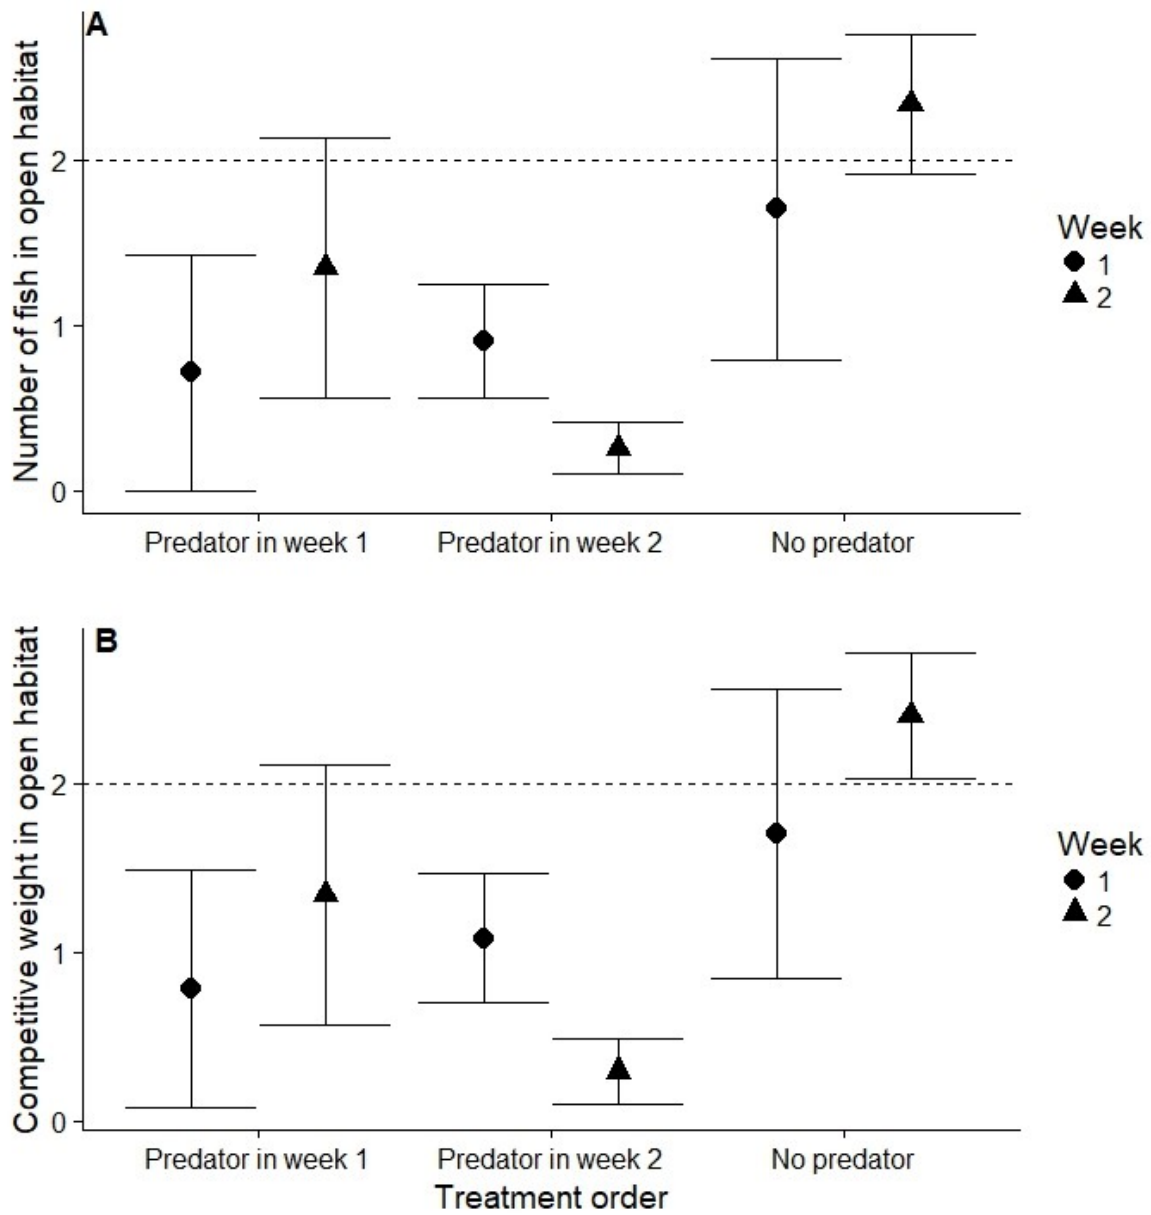 A
Number of fish in open habitat
2
1
0
Predator in week 1
Predator in week 2
No predator
Week
1
2
B
Competitive weight in open habitat
2
1
0
Predator in week 1
Predator in week 2
No predator
Treatment order
Week
1
2